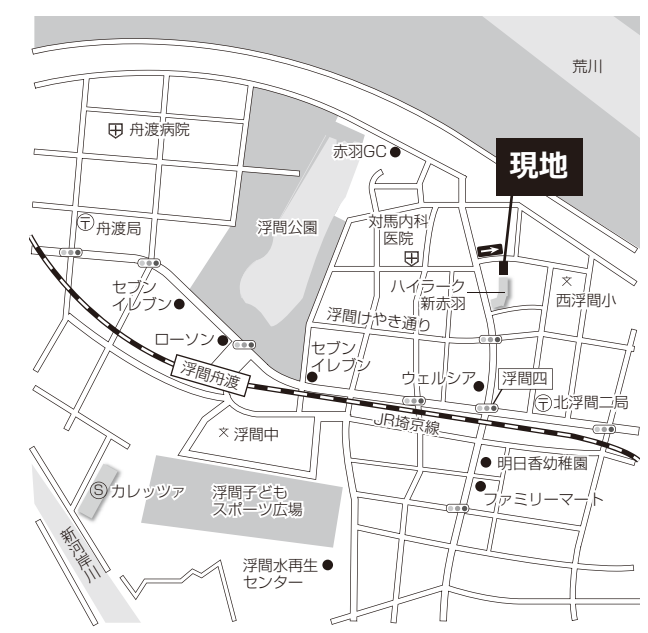 荒川
舟渡病院
赤羽GC
現地
〒舟渡局
浮間公園
対馬内科
医院
セブン
イレブン
ハイラーク
新赤羽
西浮間小
浮間けやき通り
ローソン
セブン
イレブン
浮間舟渡
ウェルシア
浮間四
〒北浮間二局
JR埼京線
浮間中
明日香幼稚園
Ⓢカレッツァ
浮間子ども
スポーツ広場
ファミリーマート
新河岸川
浮間水再生
センター